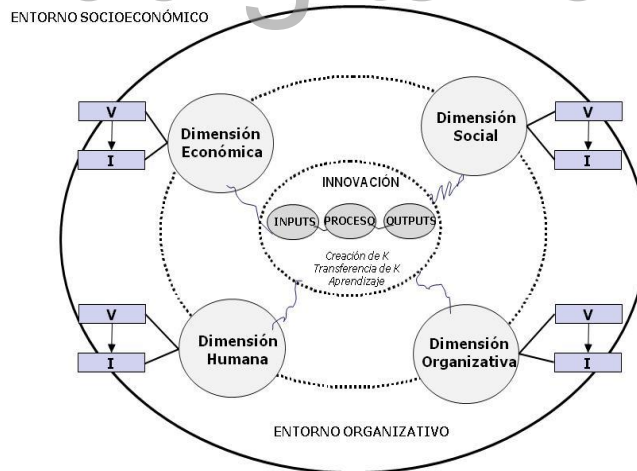 ENTORNO SOCIOECONÓMICO
V
I
Dimensión
Económica
V
I
Dimensión
Social
INNOVACIÓN
INPUTS
PROCESO
OUTPUTS
Creación de K
Transferencia de K
Aprendizaje
V
I
Dimensión
Humana
V
I
Dimensión
Organizativa
ENTORNO ORGANIZATIVO